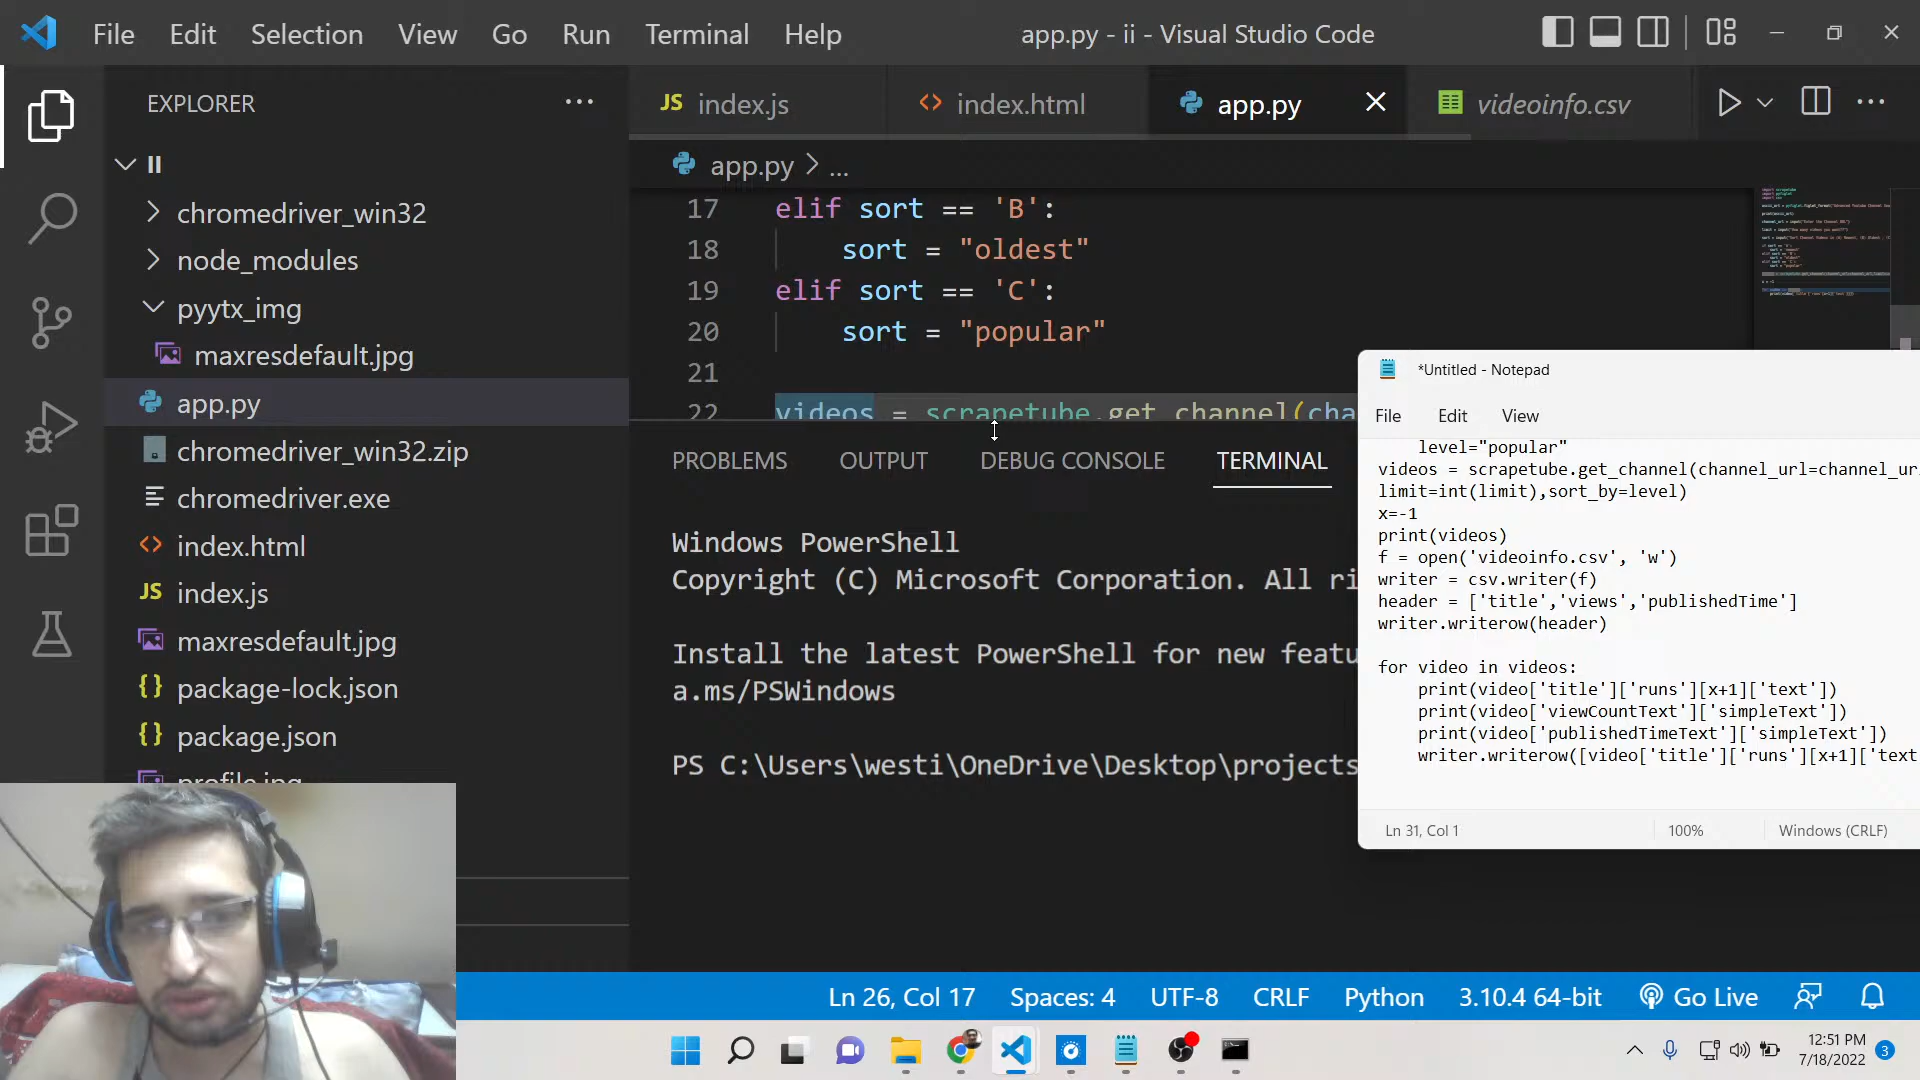 File Edit Selection View Go Run Terminal Help
app.py - ii - Visual Studio Code
EXPLORER
II
chromedriver_win32
node_modules
pyytx_img
maxresdefault.jpg
app.py
chromedriver_win32.zip
chromedriver.exe
index.html
JS index.js
maxresdefault.jpg
{} package-lock.json
{} package.json
profile.jpg
JS index.js
index.html
app.py
videoinfo.csv
app.py > ...
17 elif sort == 'B':
18 sort = "oldest"
19 elif sort == 'C':
20 sort = "popular"
21
22 videos = scrapetube.get_channel(cha
PROBLEMS OUTPUT DEBUG CONSOLE TERMINAL
Windows PowerShell
Copyright (C) Microsoft Corporation. All ri
Install the latest PowerShell for new featu
a.ms/PSWindows
PS C:\Users\westi\OneDrive\Desktop\projects
*Untitled - Notepad
File Edit View
level="popular"
videos = scrapetube.get_channel(channel_url=channel_ur
limit=int(limit),sort_by=level)
x=-1
print(videos)
f = open('videoinfo.csv', 'w')
writer = csv.writer(f)
header = ['title','views','publishedTime']
writer.writerow(header)
for video in videos:
print(video['title']['runs'][x+1]['text'])
print(video['viewCountText']['simpleText'])
print(video['publishedTimeText']['simpleText'])
writer.writerow([video['title']['runs'][x+1]['text
Ln 31, Col 1 100% Windows (CRLF)
Ln 26, Col 17 Spaces: 4 UTF-8 CRLF Python 3.10.4 64-bit Go Live
12:51 PM
7/18/2022
3